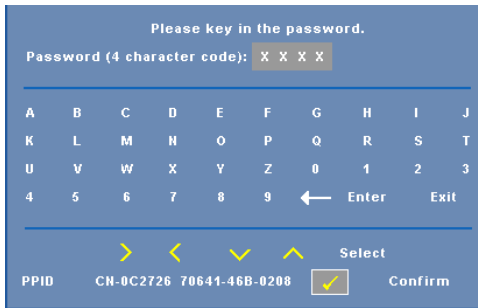 Please key in the password.
Password (4 character code): X X X X
A B C D E F G H I J
K L M N O P Q R S T
U V W X Y Z 0 1 2 3
4 5 6 7 8 9 Enter Exit
Select
PPID CN-0C2726 70641-46B-0208 Confirm